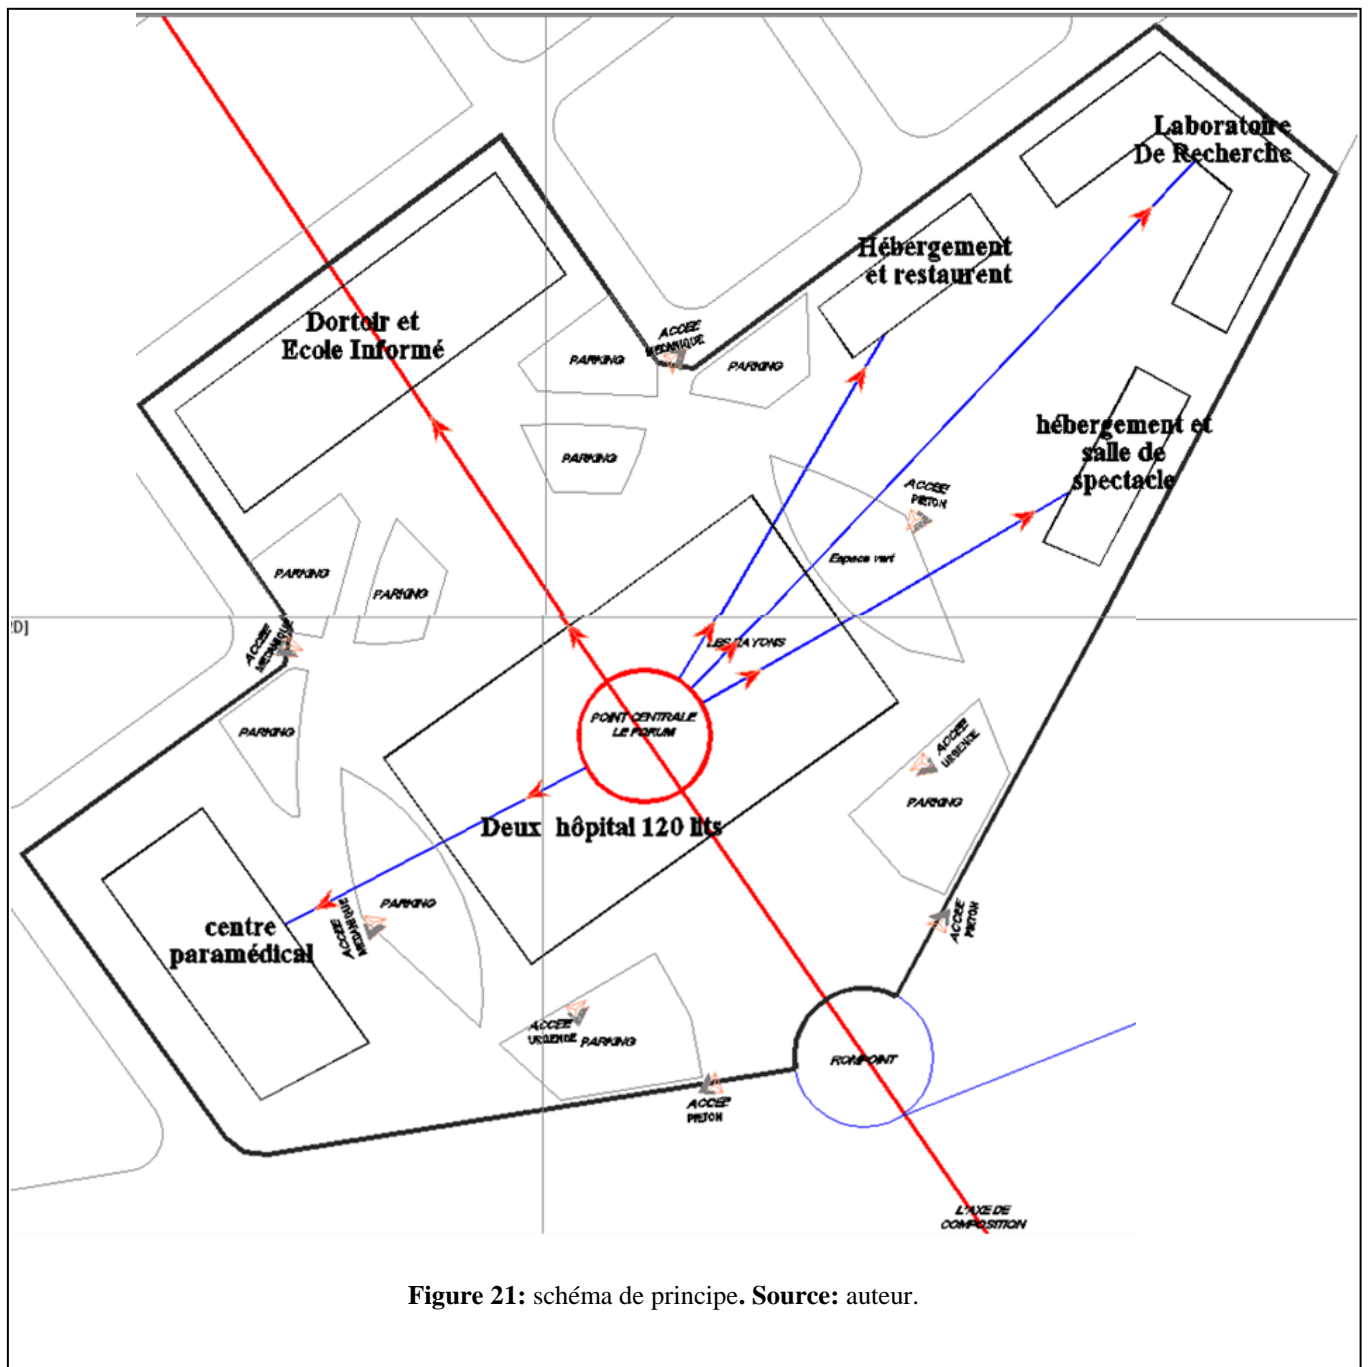 Laboratoire
De Recherche
Hébergement
et restaurent
Dortoir et
Ecole Informé
ACCEE
MECANIQUE
PARKING
PARKING
hébergement et
salle de
spectacle
PARKING
ACCEE
PIETON
Espace vert
PARKING
PARKING
2D]
ACCEE
MECANIQUE
LES RAYONS
POINT CENTRALE
LE FORUM
PARKING
ACCEE
URGENCE
PARKING
Deux hôpital 120 lits
PARKING
ACCEE
MECANIQUE
centre
paramédical
ACCEE
PIETON
ACCEE
URGENCE
PARKING
ROMPOINT
ACCEE
PIETON
L'AXE DE
COMPOSITION
Figure 21: schéma de principe. Source: auteur.